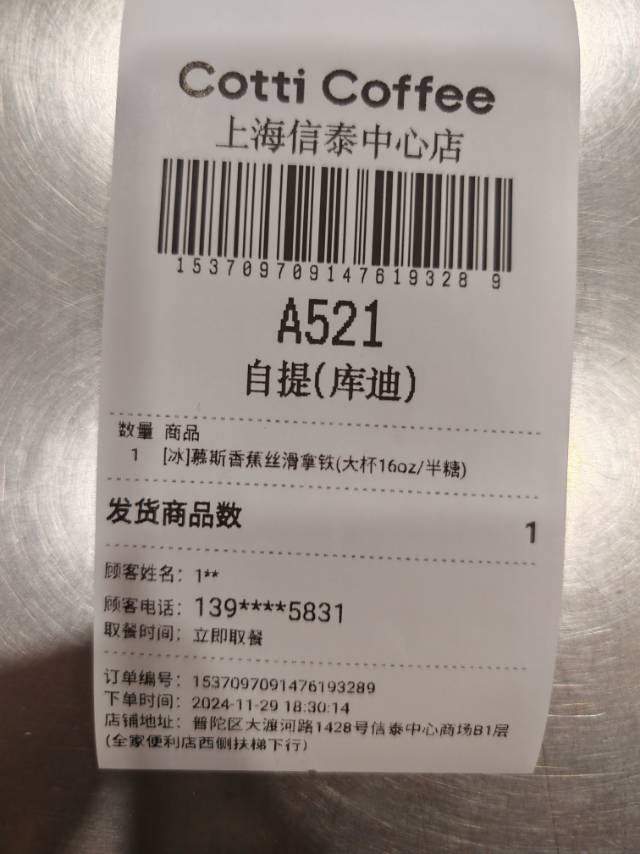 Cotti Coffee
上海信泰中心店
153709709147619328 9
A521
自提(库迪)
数量 商品
1 [冰]慕斯香蕉丝滑拿铁(大杯16oz/半糖)
发货商品数 1
顾客姓名：1**
顾客电话：139****5831
取餐时间：立即取餐
订单编号：1537097091476193289
下单时间：2024-11-29 18:30:14
店铺地址：普陀区大渡河路1428号信泰中心商场B1层
(全家便利店西侧扶梯下行)